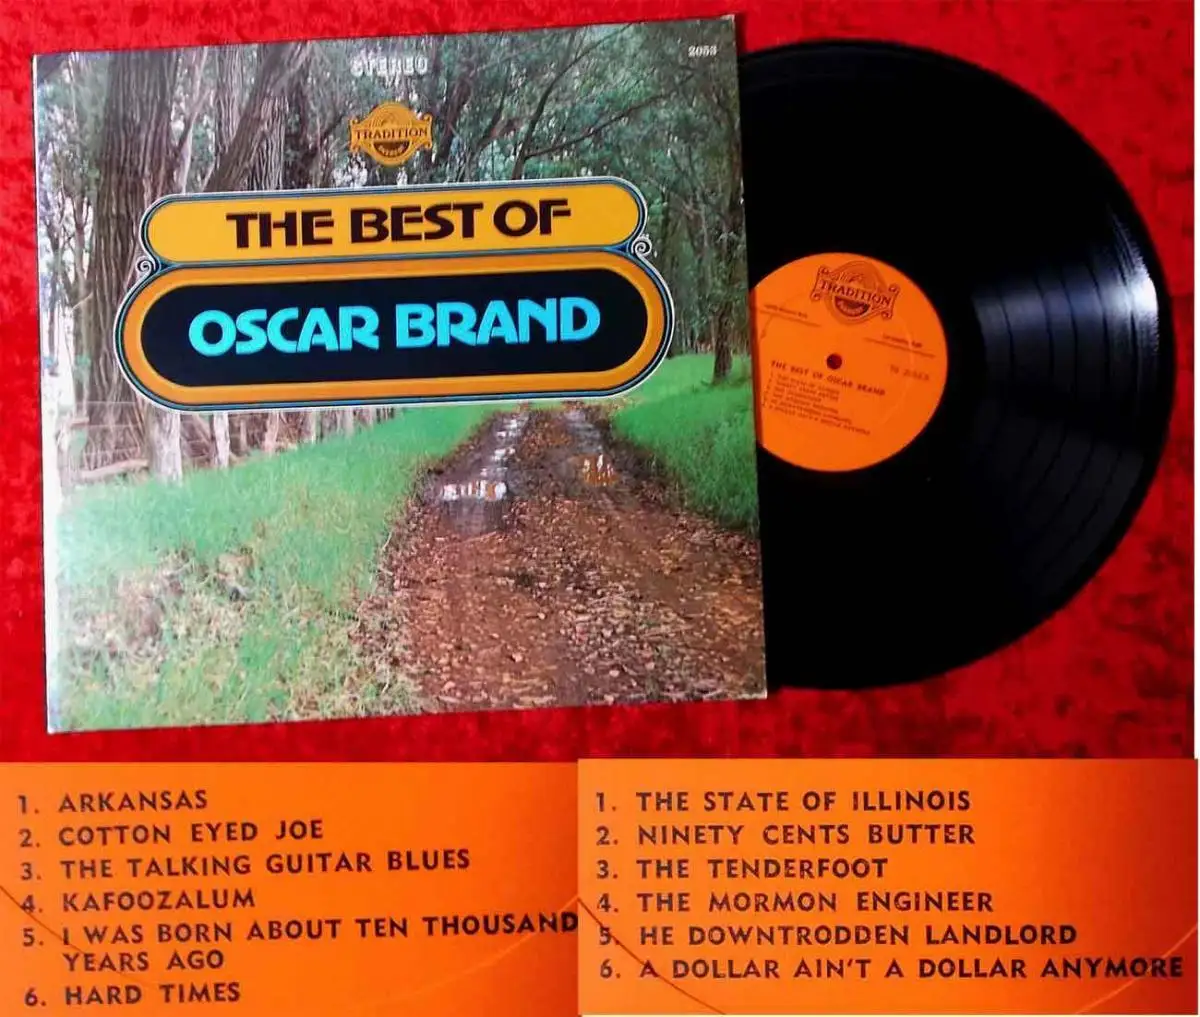 STEREO
2053
TRADITION
THE BEST OF
OSCAR BRAND
TRADITION
THE BEST OF OSCAR BRAND
1. ARKANSAS
2. COTTON EYED JOE
3. THE TALKING GUITAR BLUES
4. KAFOOZALUM
5. I WAS BORN ABOUT TEN THOUSAND
YEARS AGO
6. HARD TIMES
1. THE STATE OF ILLINOIS
2. NINETY CENTS BUTTER
3. THE TENDERFOOT
4. THE MORMON ENGINEER
5. HE DOWNTRODDEN LANDLORD
6. A DOLLAR AIN'T A DOLLAR ANYMORE